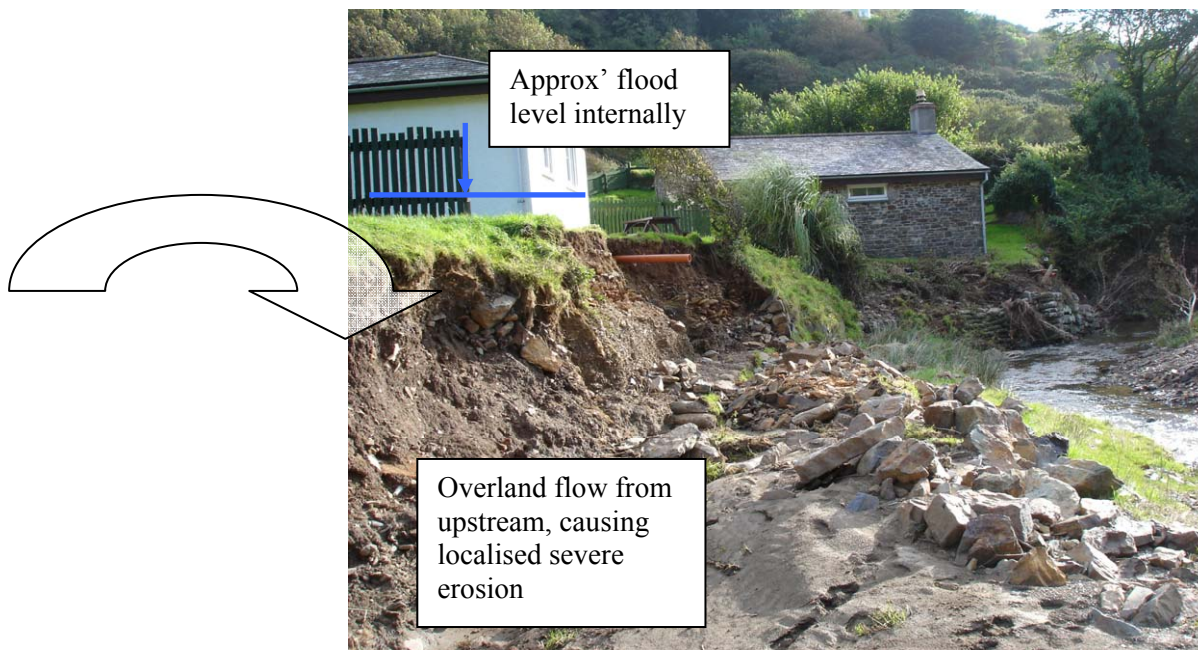 Approx’ flood
level internally
Overland flow from
upstream, causing
localised severe
erosion